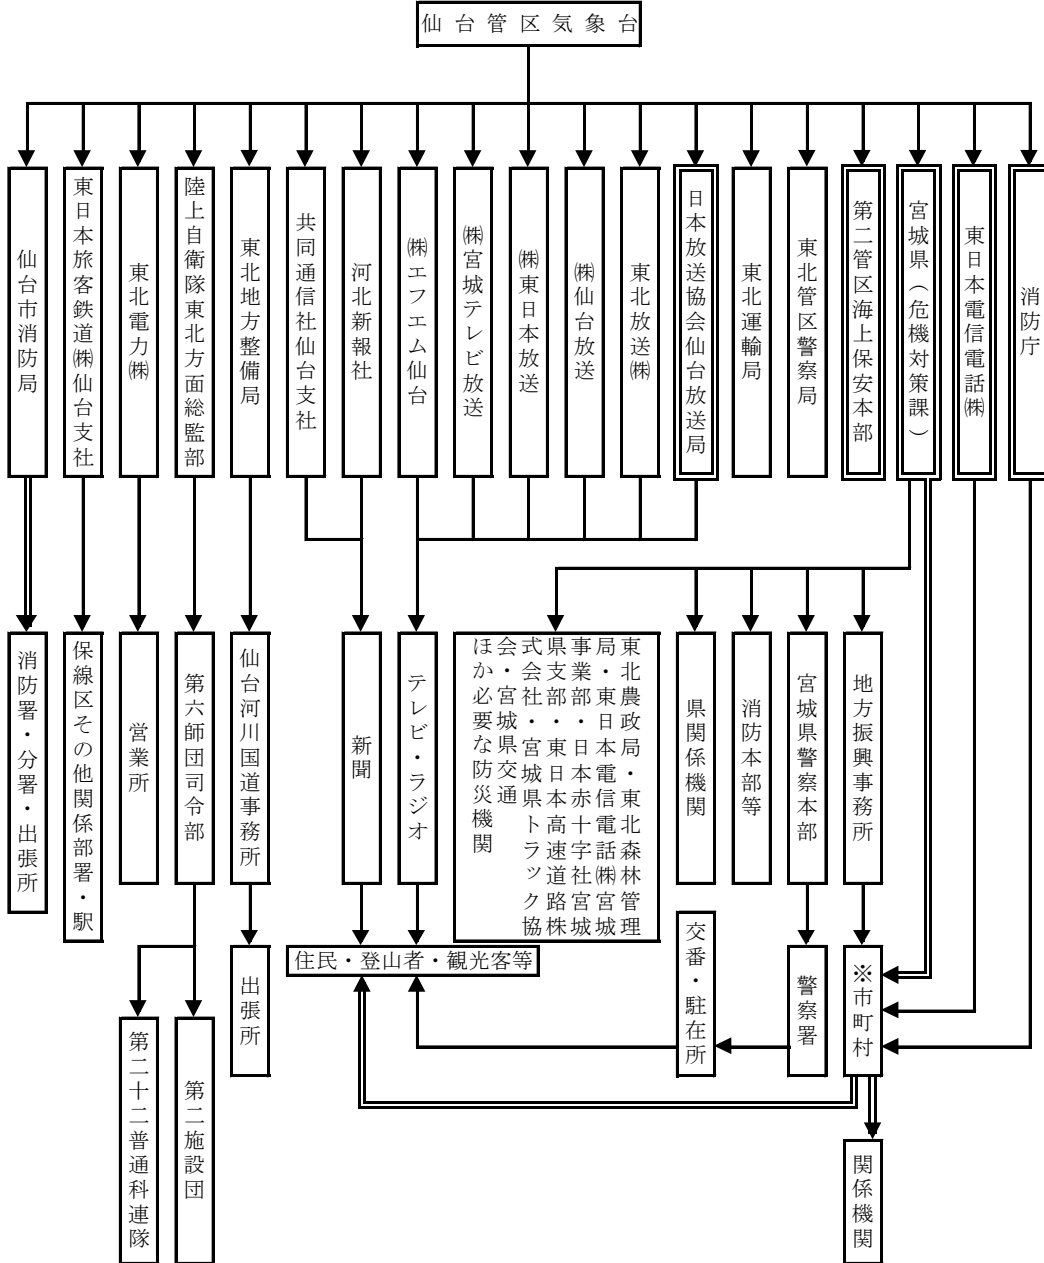 仙台管区気象台
消防庁
東日本電信電話㈱
宮城県（危機対策課）
第二管区海上保安本部
東北管区警察局
東北運輸局
日本放送協会仙台放送局
東北放送㈱
㈱仙台放送
㈱東日本放送
㈱宮城テレビ放送
㈱エフエム仙台
河北新報社
共同通信社仙台支社
東北地方整備局
陸上自衛隊東北方面総監部
東北電力㈱
東日本旅客鉄道㈱仙台支社
仙台市消防局
地方振興事務所
宮城県警察本部
消防本部等
県関係機関
東北農政局・東北森林管理
局・東日本電信電話㈱宮城
事業部・日本赤十字社宮城
県支部・東日本高速道路株
式会社・宮城県トラック協
会・宮城県交通
ほか必要な防災機関
テレビ・ラジオ
新聞
仙台河川国道事務所
第六師団司令部
営業所
保線区その他関係部署・駅
消防署・分署・出張所
※市町村
警察署
交番・駐在所
住民・登山者・観光客等
出張所
第二施設団
第二十二普通科連隊
関係機関